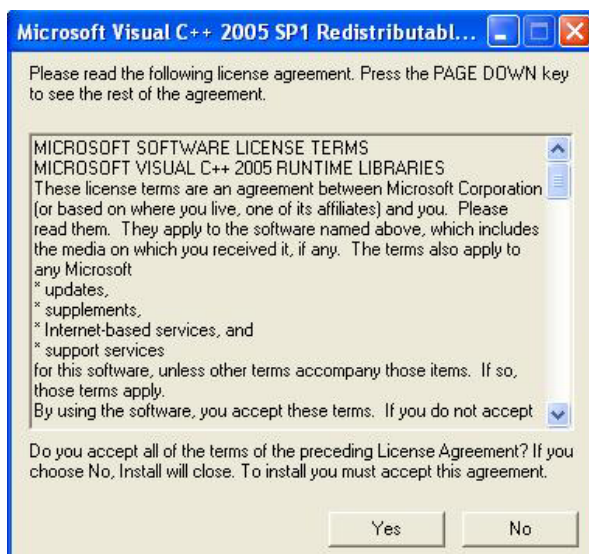 Microsoft Visual C++ 2005 SP1 Redistributabl...
Please read the following license agreement. Press the PAGE DOWN key
to see the rest of the agreement.
MICROSOFT SOFTWARE LICENSE TERMS
MICROSOFT VISUAL C++ 2005 RUNTIME LIBRARIES
These license terms are an agreement between Microsoft Corporation
(or based on where you live, one of its affiliates) and you.  Please
read them.  They apply to the software named above, which includes
the media on which you received it, if any.  The terms also apply to
any Microsoft
* updates,
* supplements,
* Internet-based services, and
* support services
for this software, unless other terms accompany those items.  If so,
those terms apply.
By using the software, you accept these terms.  If you do not accept
Do you accept all of the terms of the preceding License Agreement? If you
choose No, Install will close. To install you must accept this agreement.
Yes
No